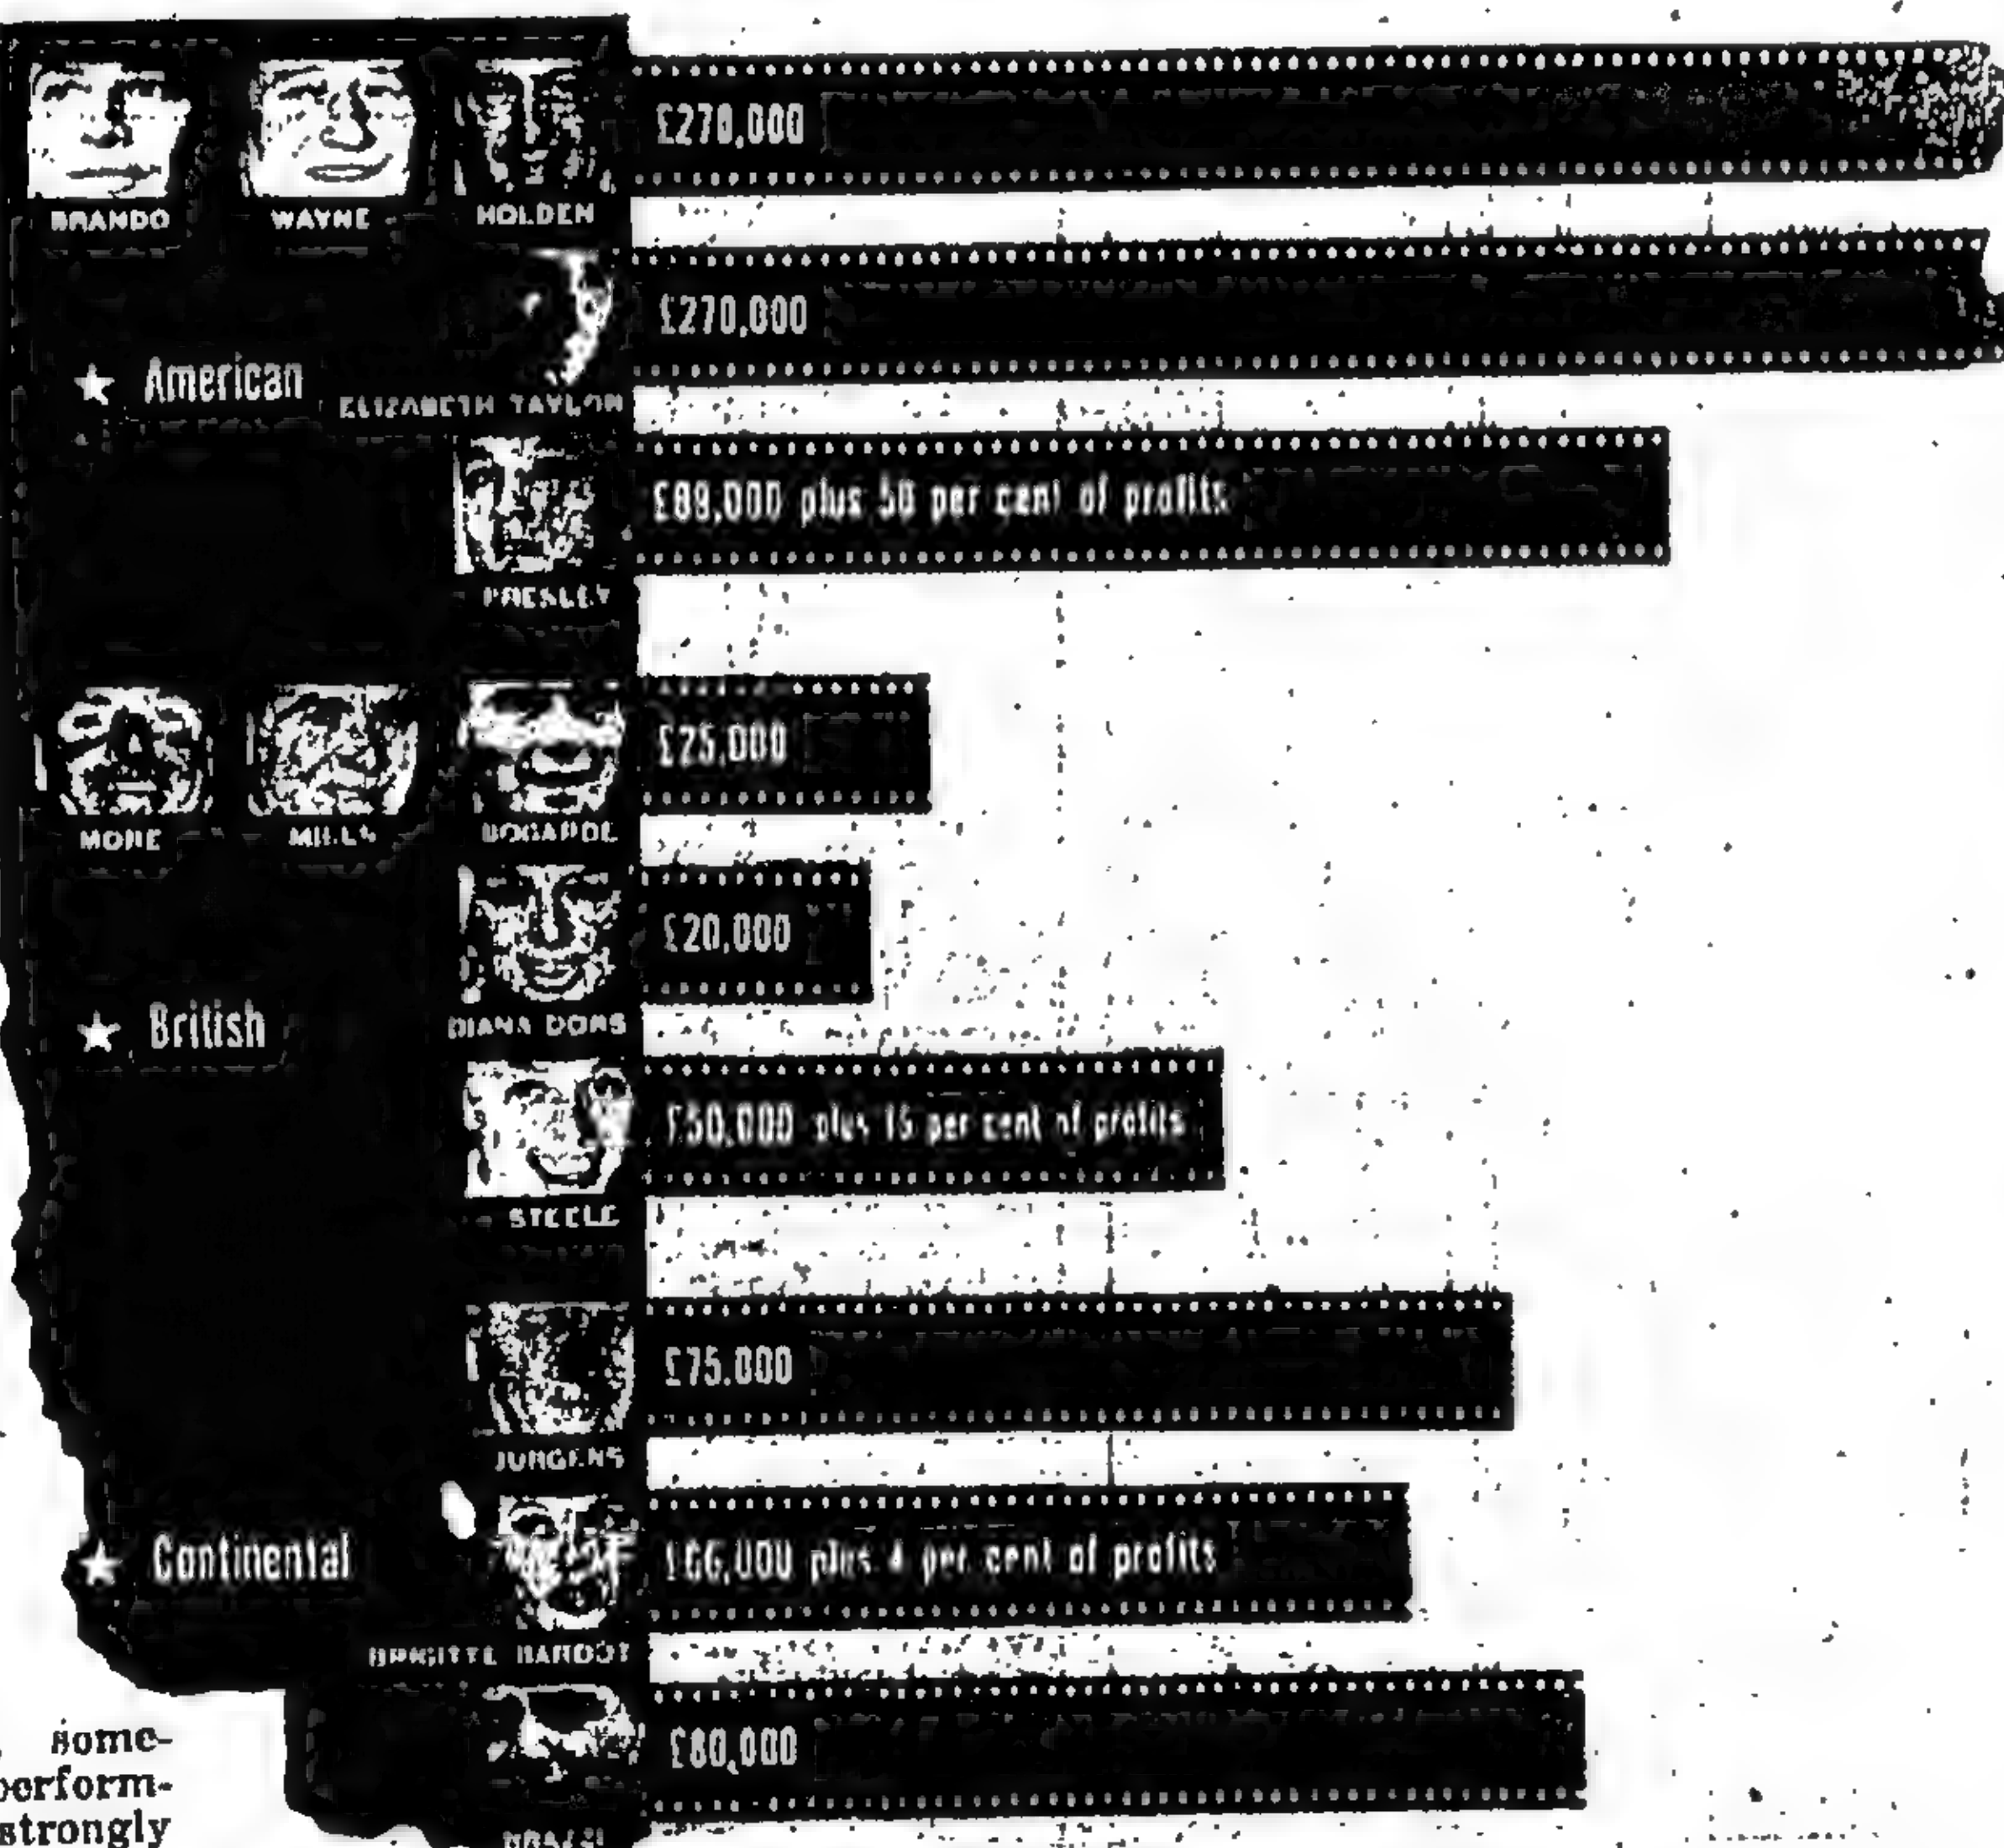 £270,000
BRANDO WAYNE HOLDEN
£270,000
★ American
ELIZABETH TAYLOR
£89,000 plus 50 per cent of profits
PRESLEY
£25,000
MORE MILLS BOGARDE
£20,000
★ British
DIANA DORS
£50,000 plus 15 per cent of profits
STEELE
£75,000
JURGENS
£66,000 plus 4 per cent of profits
★ Continental
BRIGITTE BARDOT
£80,000
BRAZZI
some-
perform-
strongly